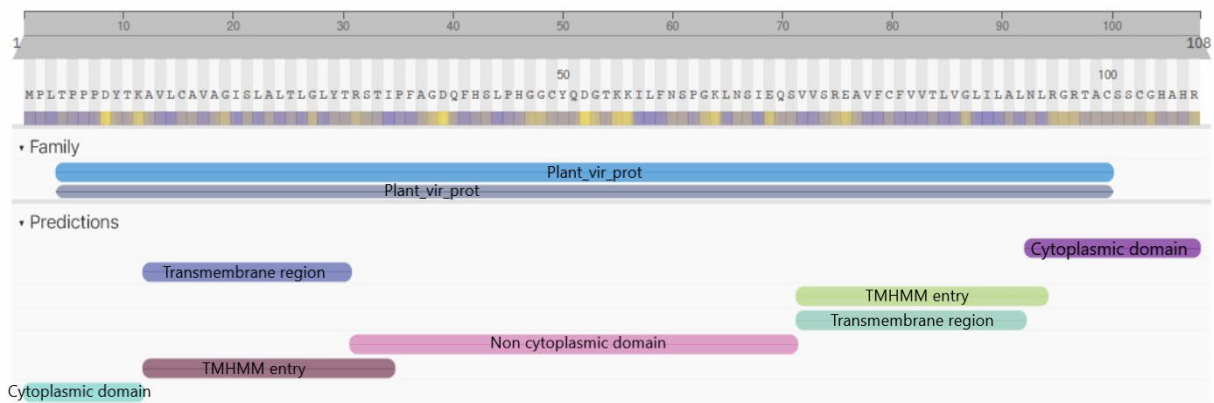 10 20 30 40 50 60 70 80 90 100
1 108
50 100
MPLTPPPDYTKAVLCAVAGISLALTLGLYTRSTIPFAGDQFHSLPHGGCYQDGTKKILFNSPGKLNSIEQSVVSREAVFCFVVTLVGLILALNLRGRTACSSCGHAHR
Family
Plant_vir_prot
Plant_vir_prot
Predictions
Cytoplasmic domain
Transmembrane region
TMHMM entry
Transmembrane region
Non cytoplasmic domain
TMHMM entry
Cytoplasmic domain